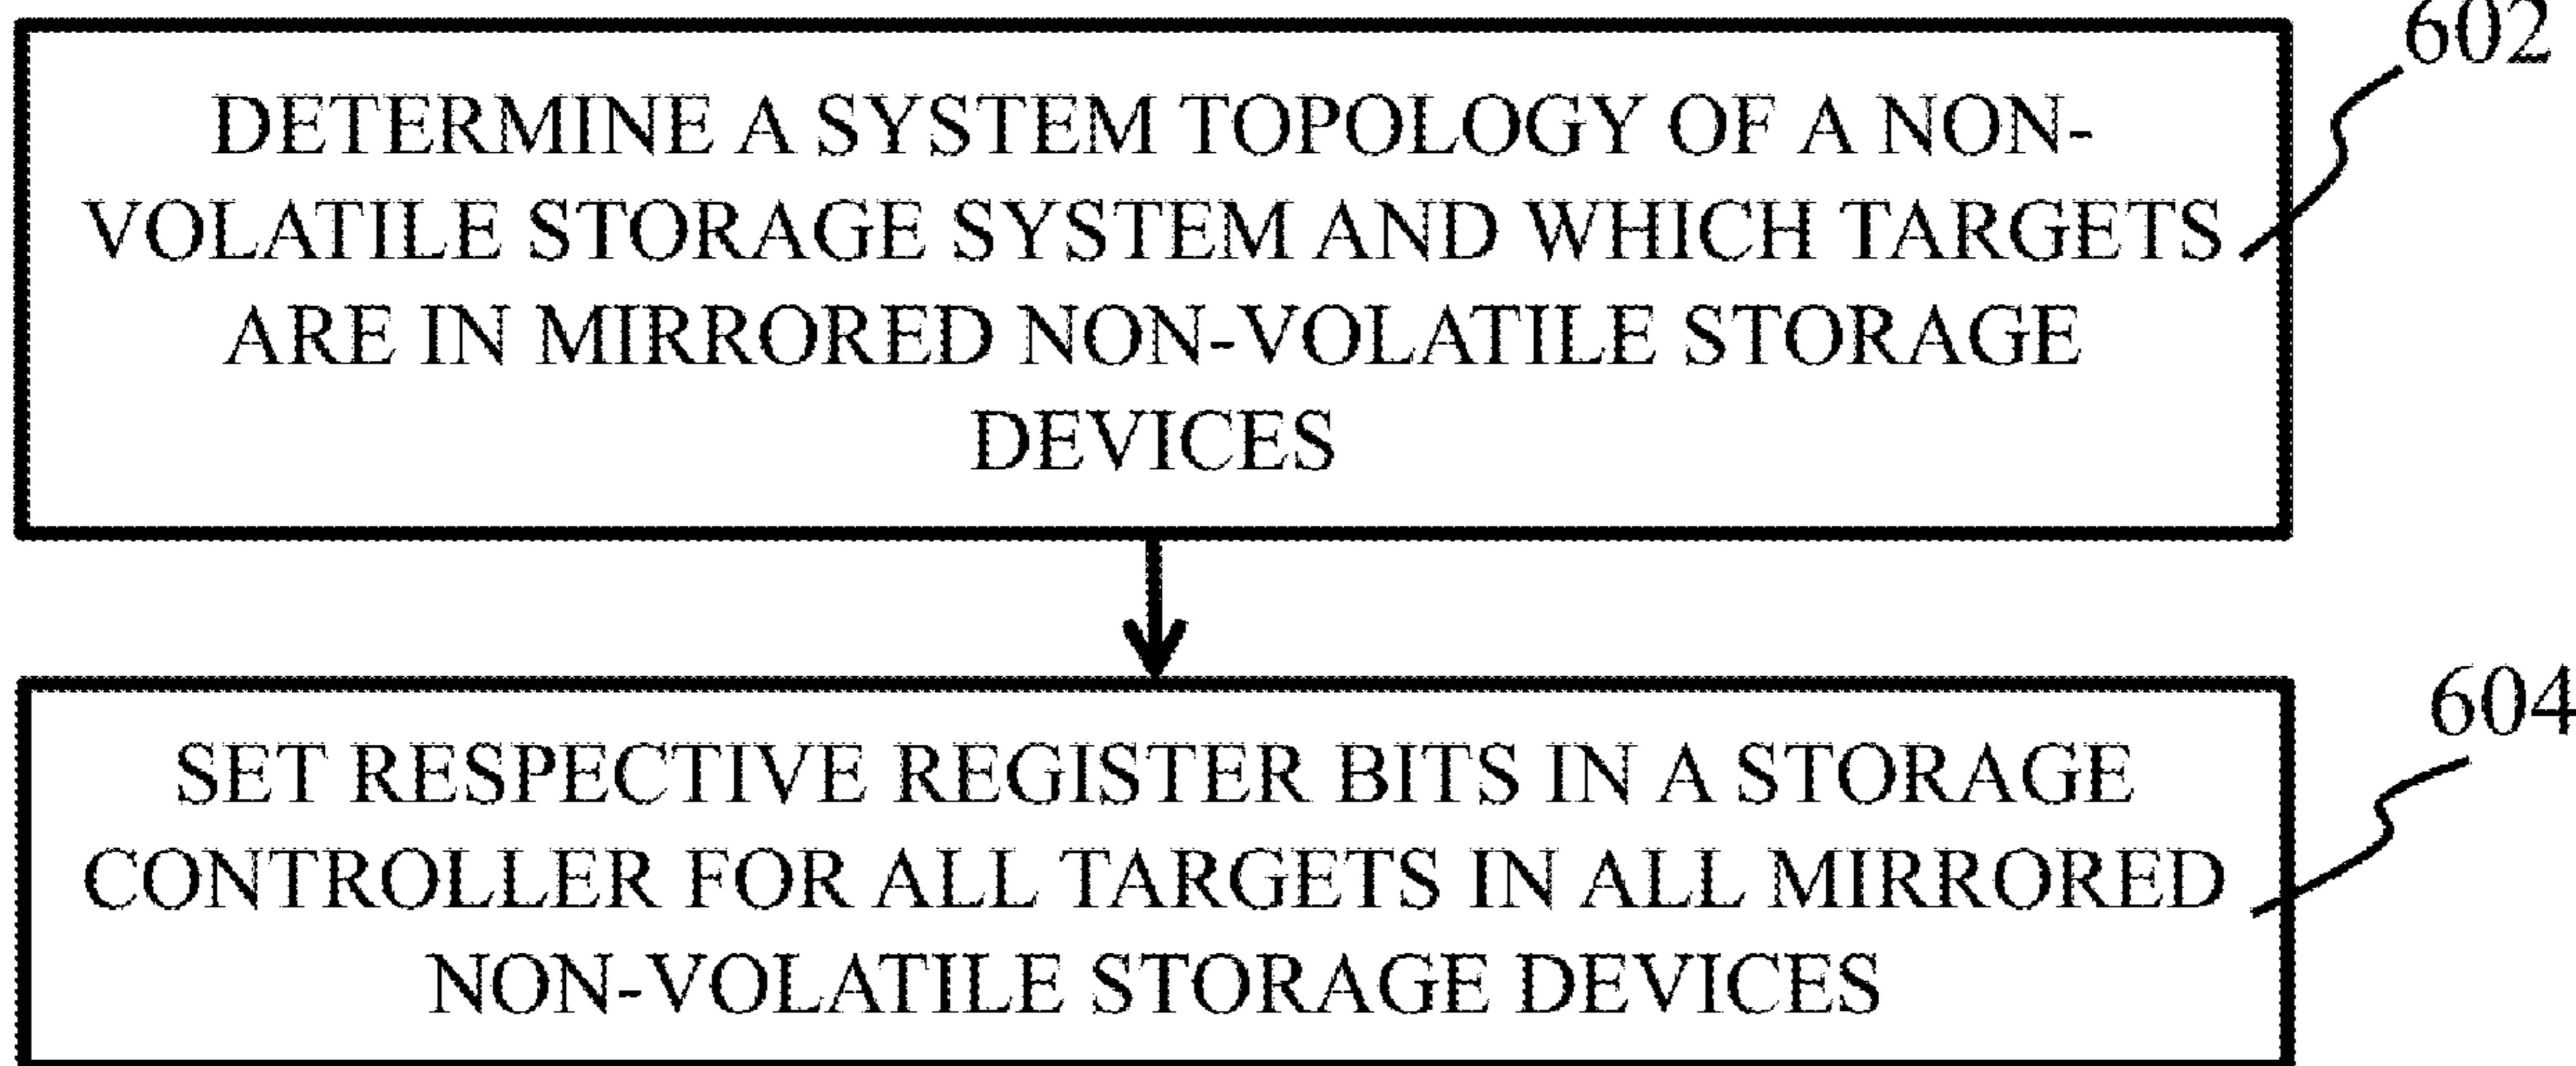 602
DETERMINE A SYSTEM TOPOLOGY OF A NON-
VOLATILE STORAGE SYSTEM AND WHICH TARGETS
ARE IN MIRRORED NON-VOLATILE STORAGE
DEVICES
604
SET RESPECTIVE REGISTER BITS IN A STORAGE
CONTROLLER FOR ALL TARGETS IN ALL MIRRORED
NON-VOLATILE STORAGE DEVICES